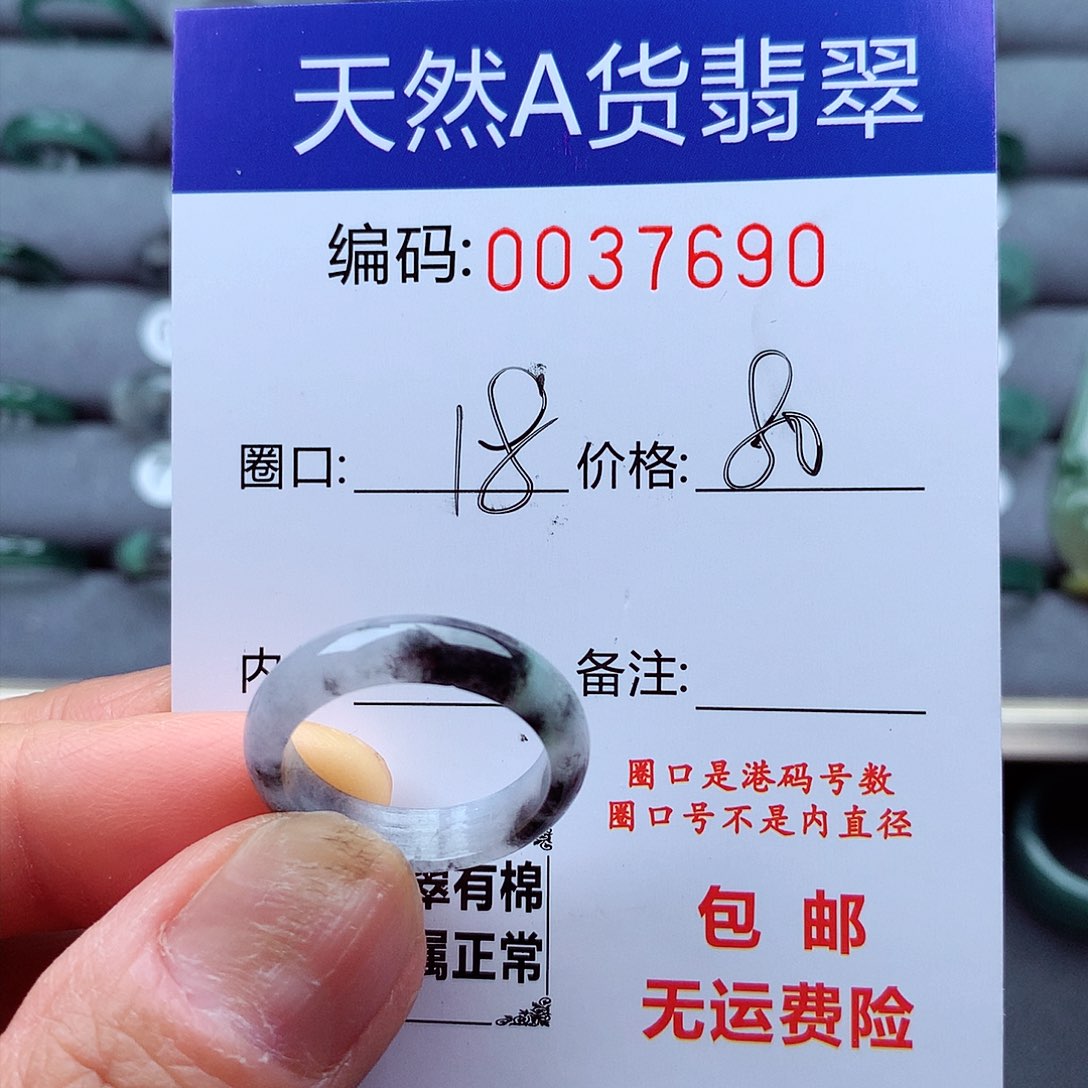 天然A货翡翠
编码:0037690
圈口: 18 价格: 80
内 备注:
圈口是港码号数
圈口号不是内直径
翠有棉
属正常
包 邮
无运费险